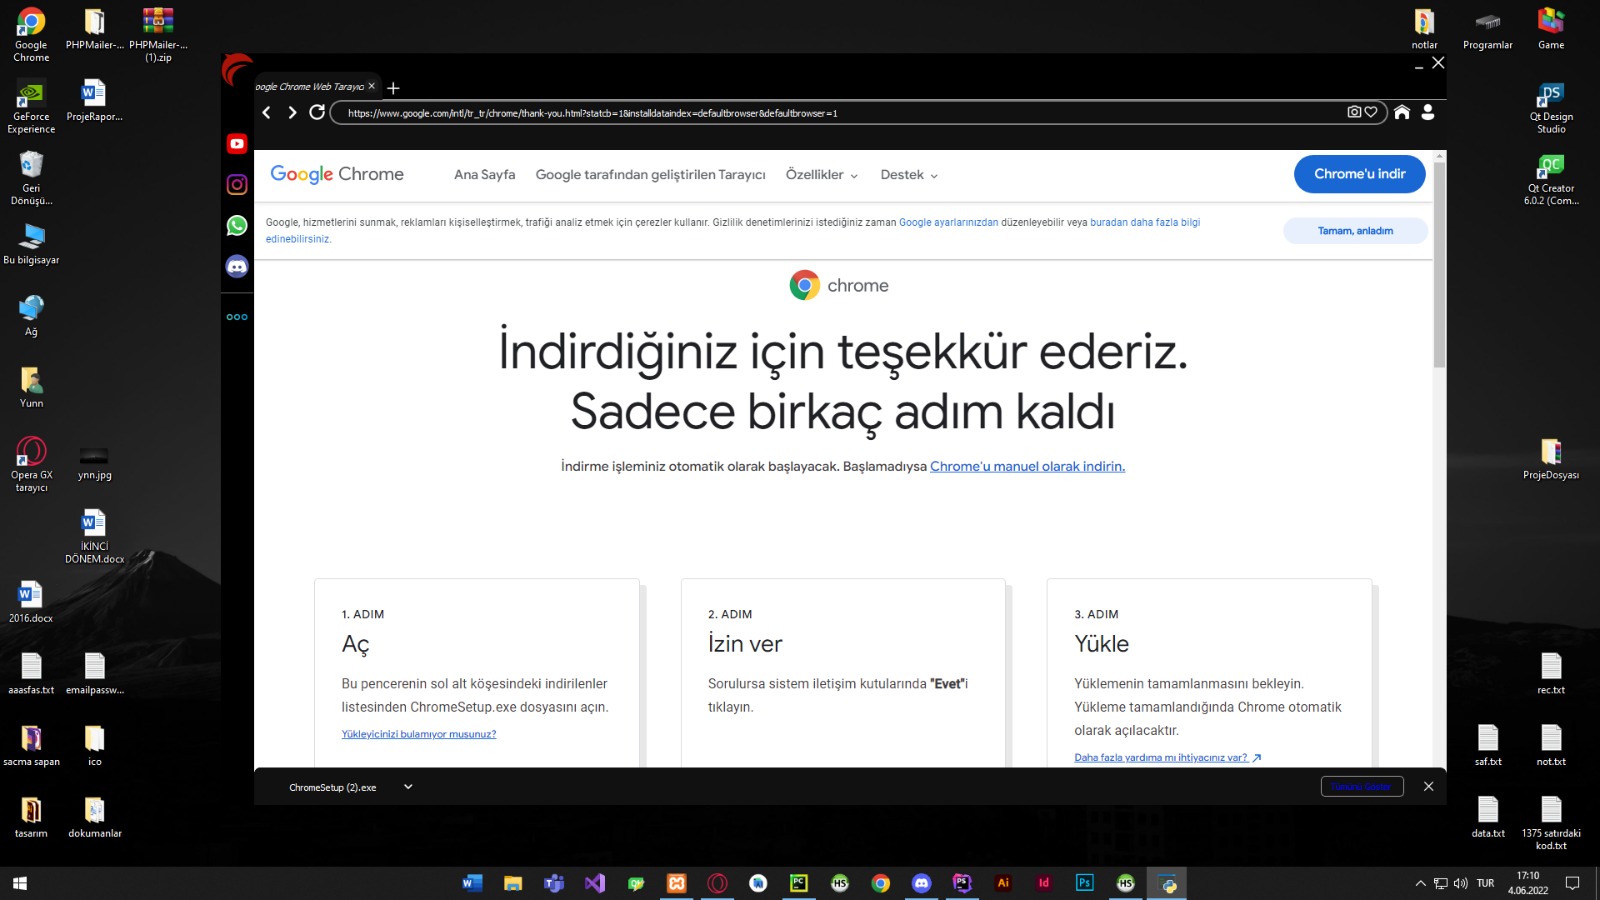 Google Chrome
PHPMailer-...
PHPMailer-... (1).zip
GeForce Experience
ProjeRapor...
Geri Dönüşü...
Bu bilgisayar
Ağ
Yunn
Opera GX tarayıcı
ynn.jpg
İKİNCİ DÖNEM.docx
2016.docx
aaasfas.txt
emailpassw...
sacma sapan
ico
tasarım
dokumanlar
notlar
Programlar
Game
Qt Design Studio
Qt Creator 6.0.2 (Com...
ProjeDosyası
rec.txt
saf.txt
not.txt
data.txt
1375 satırdaki kod.txt
oogle Chrome Web Tarayıc
https://www.google.com/intl/tr_tr/chrome/thank-you.html?statcb=1&installdataindex=defaultbrowser&defaultbrowser=1
Google Chrome
Ana Sayfa
Google tarafından geliştirilen Tarayıcı
Özellikler
Destek
Chrome'u indir
Google, hizmetlerini sunmak, reklamları kişiselleştirmek, trafiği analiz etmek için çerezler kullanır. Gizlilik denetimlerinizi istediğiniz zaman Google ayarlarınızdan düzenleyebilir veya buradan daha fazla bilgi
edinebilirsiniz.
Tamam, anladım
chrome
İndirdiğiniz için teşekkür ederiz.
Sadece birkaç adım kaldı
İndirme işleminiz otomatik olarak başlayacak. Başlamadıysa Chrome'u manuel olarak indirin.
1. ADIM
Aç
Bu pencerenin sol alt köşesindeki indirilenler
listesinden ChromeSetup.exe dosyasını açın.
Yükleyicinizi bulamıyor musunuz?
2. ADIM
İzin ver
Sorulursa sistem iletişim kutularında "Evet"i
tıklayın.
3. ADIM
Yükle
Yüklemenin tamamlanmasını bekleyin.
Yükleme tamamlandığında Chrome otomatik
olarak açılacaktır.
Daha fazla yardıma mı ihtiyacınız var?
ChromeSetup (2).exe
Tümünü Göster
TUR
17:10
4.06.2022